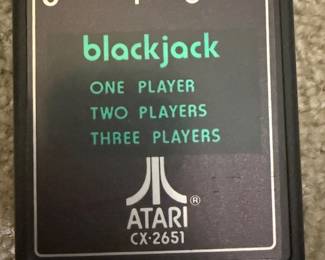 blackjack
ONE PLAYER
TWO PLAYERS
THREE PLAYERS
ATARI®
CX-2651